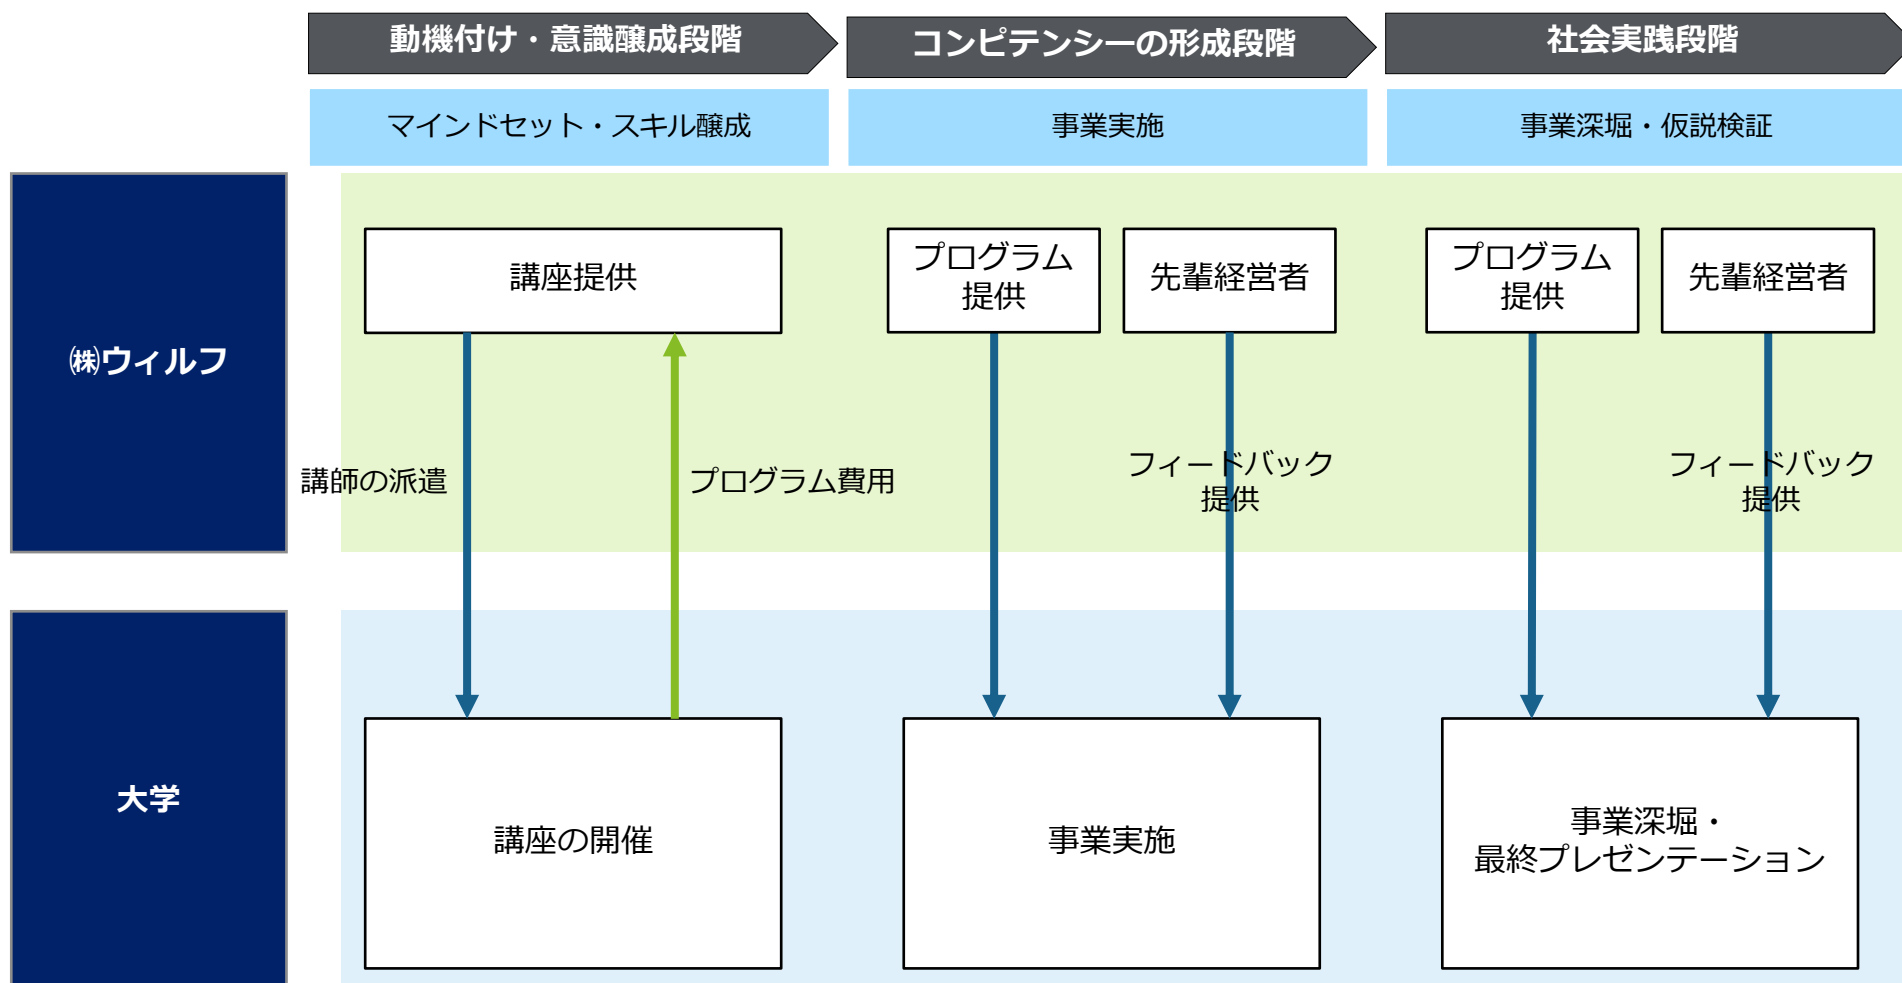 動機付け・意識醸成段階
コンピテンシーの形成段階
社会実践段階
マインドセット・スキル醸成
事業実施
事業深堀・仮説検証
㈱ウィルフ
講座提供
プログラム
提供
先輩経営者
プログラム
提供
先輩経営者
講師の派遣
プログラム費用
フィードバック
提供
フィードバック
提供
大学
講座の開催
事業実施
事業深堀・
最終プレゼンテーション